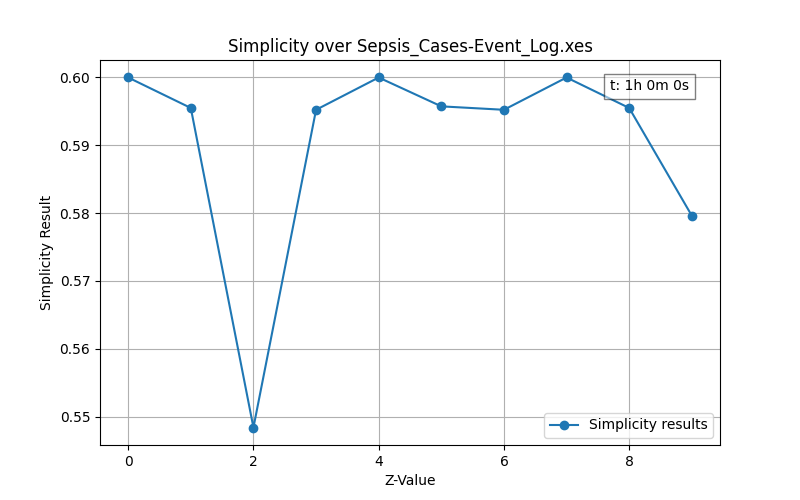 Simplicity over Sepsis_Cases-Event_Log.xes
t: 1h 0m 0s
0.60
0.59
0.58
0.57
0.56
0.55
Simplicity Result
0 2 4 6 8
Z-Value
Simplicity results